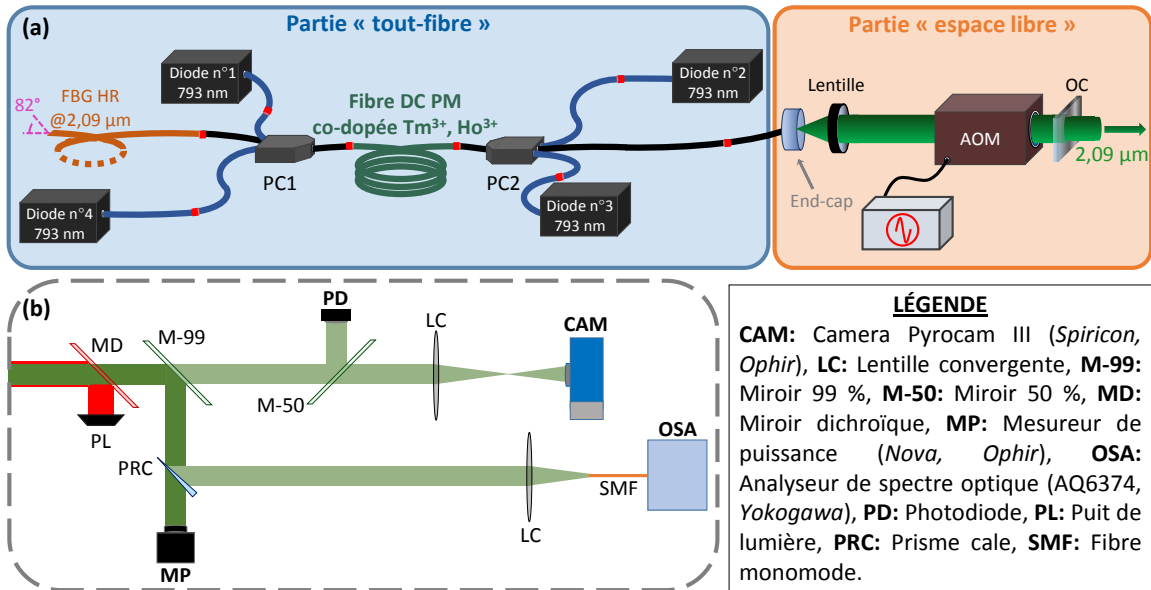 (a)
Partie « tout-fibre »
Partie « espace libre »
Diode n°1
793 nm
Diode n°2
793 nm
82°
FBG HR
@2,09 µm
Fibre DC PM
co-dopée Tm³⁺, Ho³⁺
Lentille
OC
AOM
2,09 µm
PC1
PC2
End-cap
Diode n°4
793 nm
Diode n°3
793 nm
(b)
MD
M-99
PD
LC
CAM
M-50
PL
PRC
LC
SMF
OSA
MP
LÉGENDE
CAM: Camera Pyrocam III (Spiricon,
Ophir), LC: Lentille convergente, M-99:
Miroir 99 %, M-50: Miroir 50 %, MD:
Miroir dichroïque, MP: Mesureur de
puissance (Nova, Ophir), OSA:
Analyseur de spectre optique (AQ6374,
Yokogawa), PD: Photodiode, PL: Puit de
lumière, PRC: Prisme cale, SMF: Fibre
monomode.